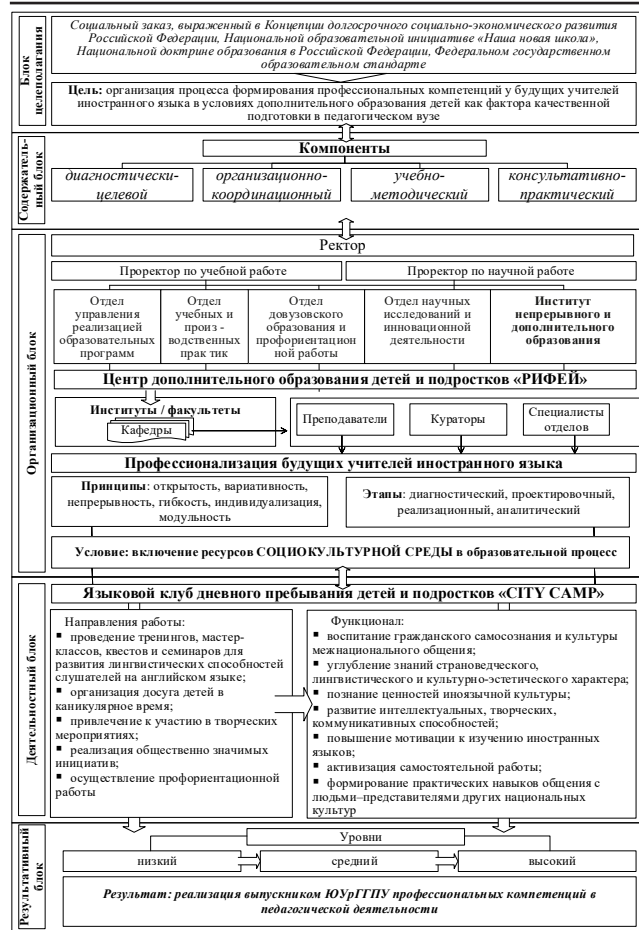 Блок
целеполагания
Социальный заказ, выраженный в Концепции долгосрочного социально-экономического развития
Российской Федерации, Национальной образовательной инициативе «Наша новая школа»,
Национальной доктрине образования в Российской Федерации, Федеральном государственном
образовательном стандарте
Цель: организация процесса формирования профессиональных компетенций у будущих учителей
иностранного языка в условиях дополнительного образования детей как фактора качественной
подготовки в педагогическом вузе
Содержатель-
ный блок
Компоненты
диагностически-
целевой
организационно-
координационный
учебно-
методический
консультативно-
практический
Организационный блок
Ректор
Проректор по учебной работе
Проректор по научной работе
Отдел
управления
реализацией
образовательных
программ
Отдел
учебных и
произ -
водственных
прак тик
Отдел
довузовского
образования и
профориентацион
ной работы
Отдел научных
исследований и
инновационной
деятельности
Институт
непрерывного и
дополнительного
образования
Центр дополнительного образования детей и подростков «РИФЕЙ»
Институты / факультеты
Кафедры
Преподаватели
Кураторы
Специалисты
отделов
Профессионализация будущих учителей иностранного языка
Принципы: открытость, вариативность,
непрерывность, гибкость, индивидуализация,
модульность
Этапы: диагностический, проектировочный,
реализационный, аналитический
Условие: включение ресурсов СОЦИОКУЛЬТУРНОЙ СРЕДЫ в образовательной процесс
Деятельностный блок
Языковой клуб дневного пребывания детей и подростков «CITY CAMP»
Направления работы:
▪ проведение тренингов, мастер-
классов, квестов и семинаров для
развития лингвистических способностей
слушателей на английском языке;
▪ организация досуга детей в
каникулярное время;
▪ привлечение к участию в творческих
мероприятиях;
▪ реализация общественно значимых
инициатив;
▪ осуществление профориентационной
работы
Функционал:
▪ воспитание гражданского самосознания и культуры
межнационального общения;
▪ углубление знаний страноведческого,
лингвистического и культурно-эстетического характера;
▪ познание ценностей иноязычной культуры;
▪ развитие интеллектуальных, творческих,
коммуникативных способностей;
▪ повышение мотивации к изучению иностранных
языков;
▪ активизация самостоятельной работы;
▪ формирование практических навыков общения с
людьми–представителями других национальных
культур
Результативный
блок
Уровни
низкий
средний
высокий
Результат: реализация выпускником ЮУрГГПУ профессиональных компетенций в
педагогической деятельности